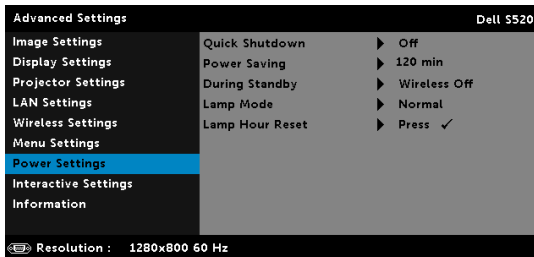 Advanced Settings Dell S520
Image Settings
Display Settings
Projector Settings
LAN Settings
Wireless Settings
Menu Settings
Power Settings
Interactive Settings
Information
Quick Shutdown Off
Power Saving 120 min
During Standby Wireless Off
Lamp Mode Normal
Lamp Hour Reset Press ✓
Resolution : 1280x800 60 Hz